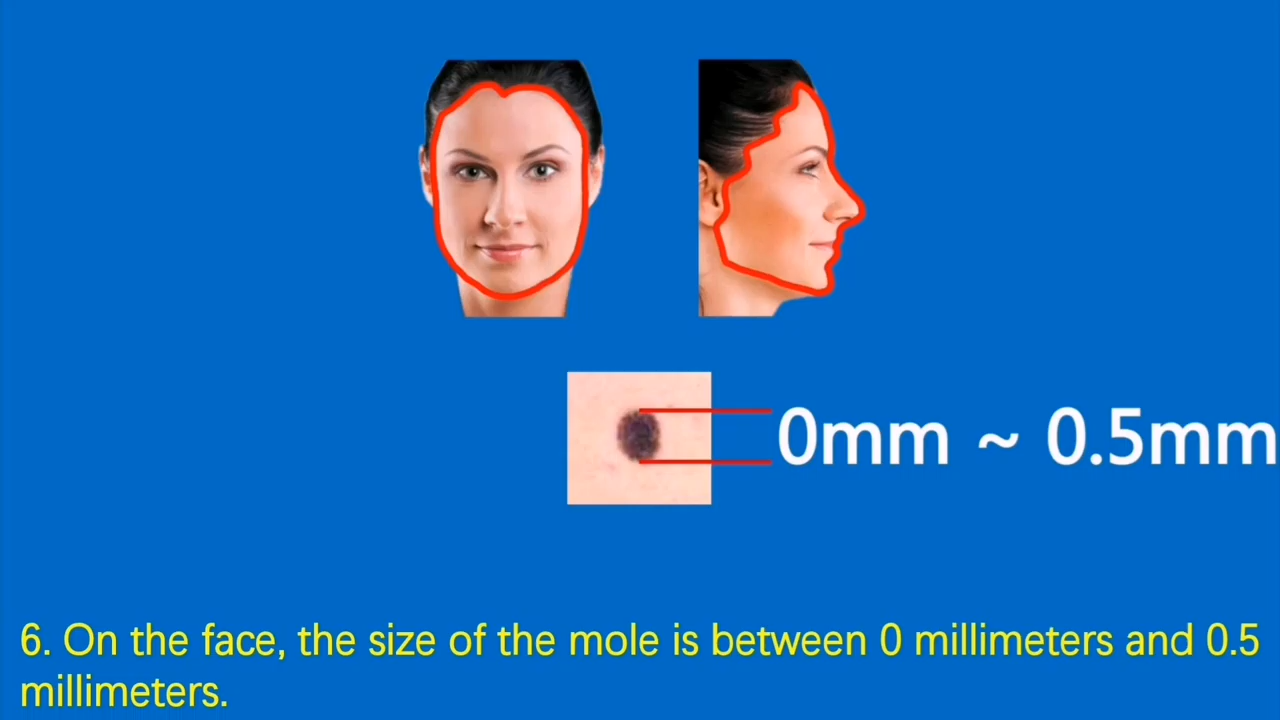 0mm ~ 0.5mm
6. On the face, the size of the mole is between 0 millimeters and 0.5
millimeters.